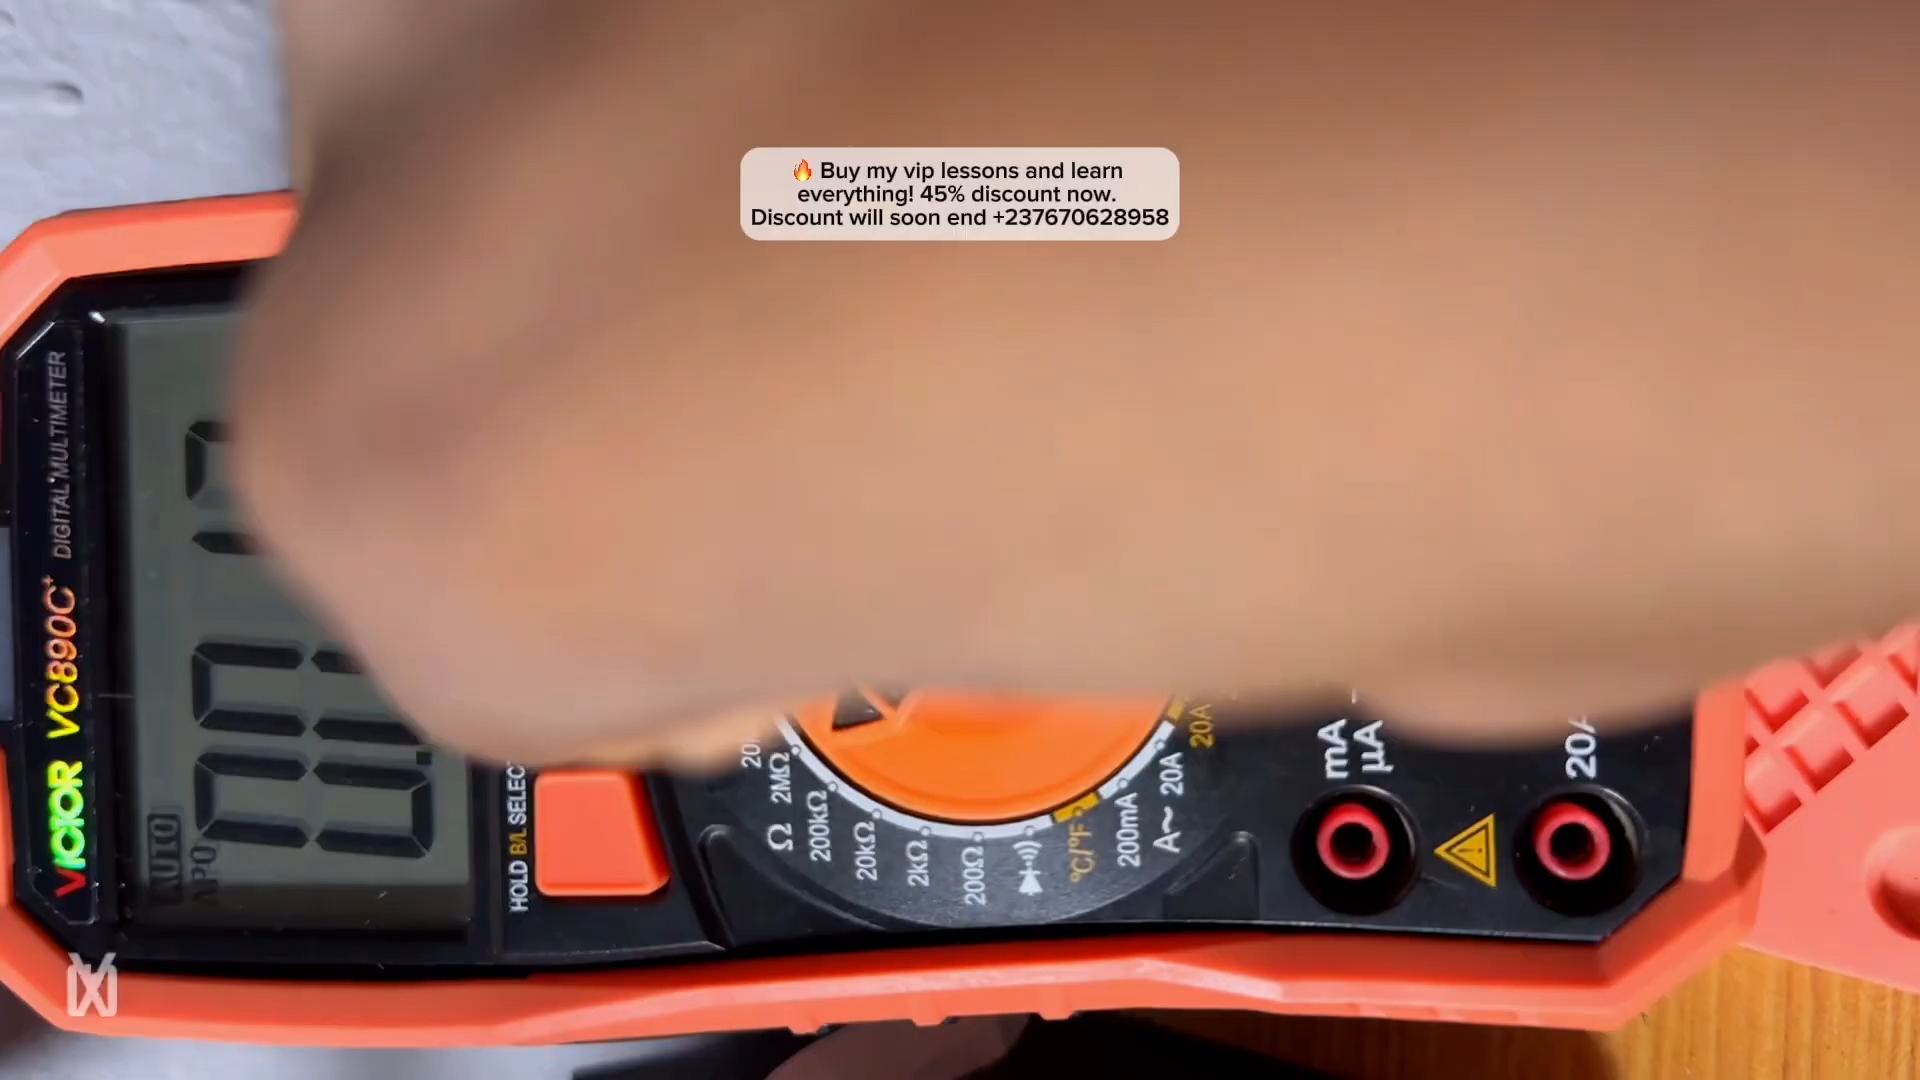 🔥 Buy my vip lessons and learn
everything! 45% discount now.
Discount will soon end +237670628958
VICTOR VC890C+ DIGITAL MULTIMETER
AUTO
APO
HOLD B/L SELECT
Ω
2MΩ
200kΩ
20kΩ
2kΩ
200Ω
°C/°F
200mA
A~
20A
20A
mA
μA
20A